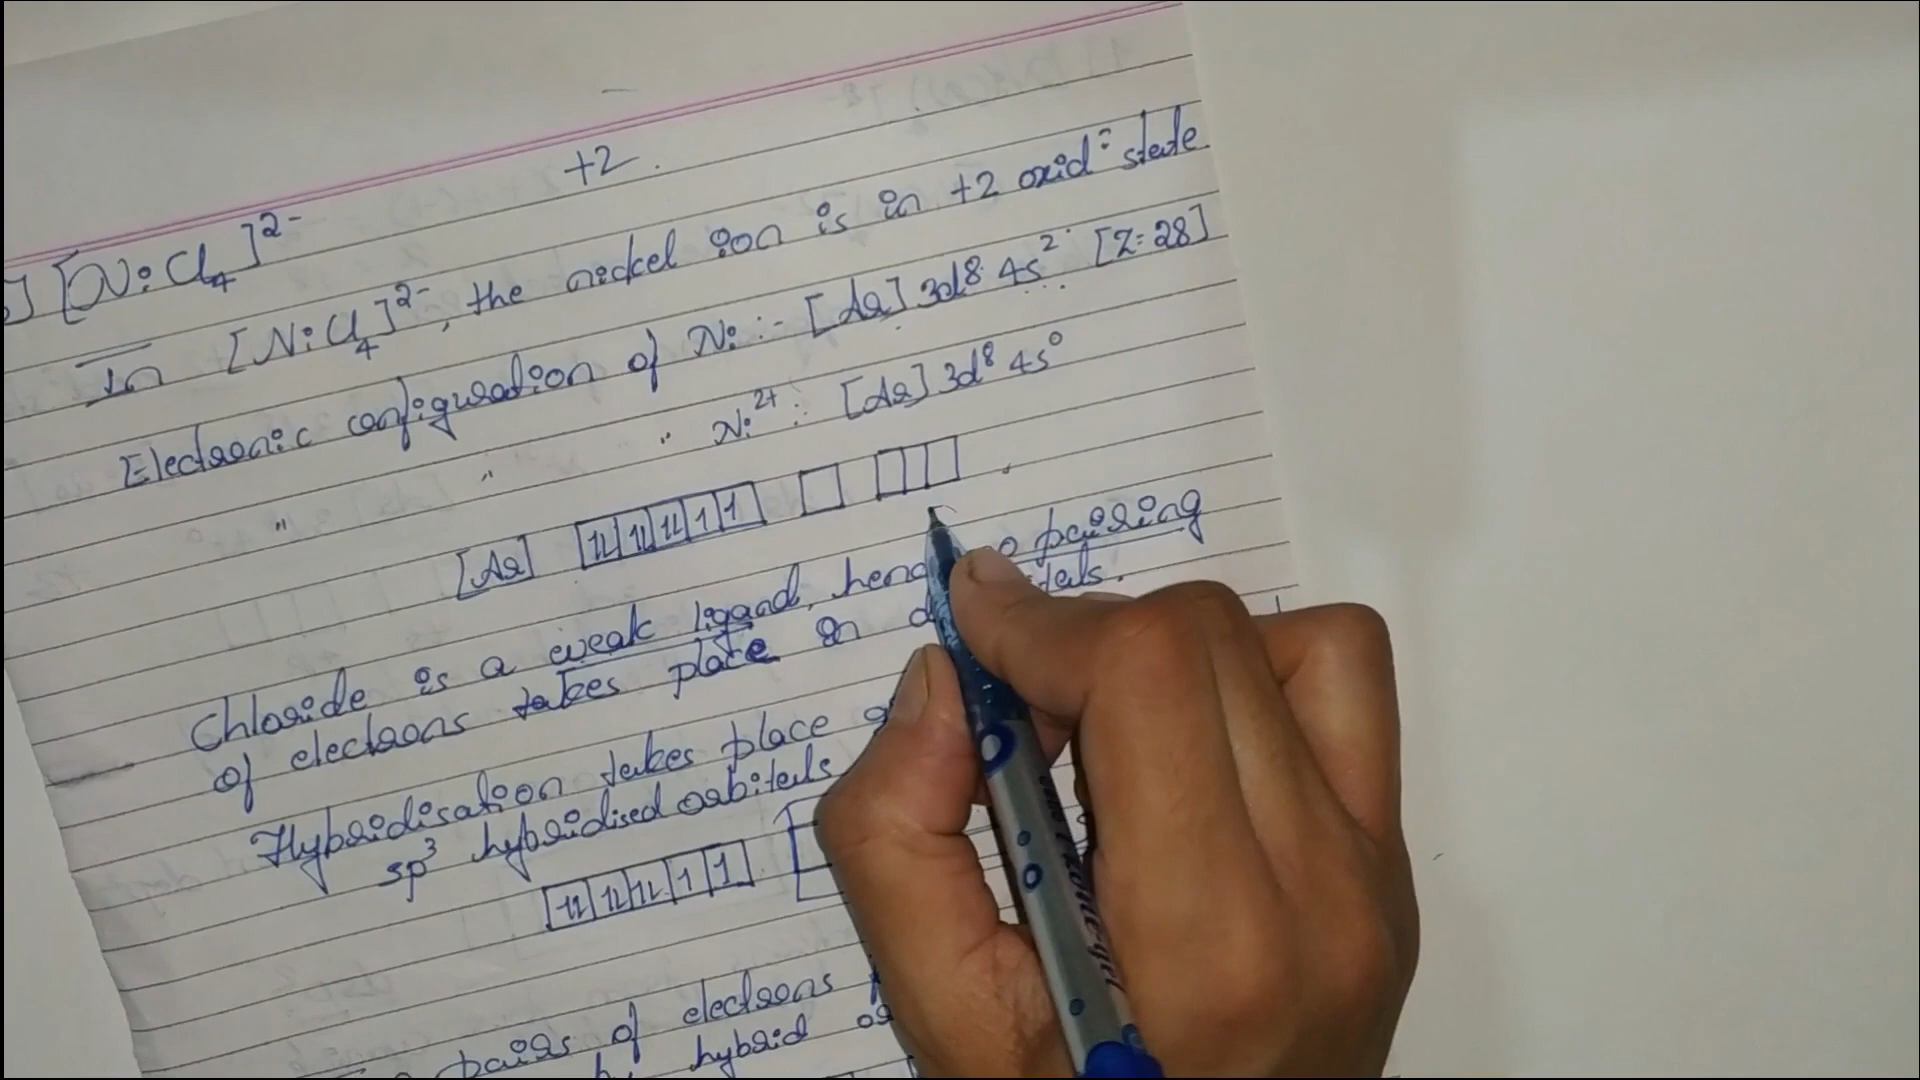 +2.
[NiCl4]2-
In [NiCl4]2-, the nickel ion is in +2 oxid: state
Electronic configuration of Ni :- [Ar] 3d8 4s2 [Z=28]
" " " Ni2+ : [Ar] 3d8 4s0
[Ar] 1L 1L 1L 1 1
Chloride is a weak ligand, pairing
of electrons takes place in
Hybridisation takes place
sp3 hybridised orbitals
1L 1L 1L 1 1
pairs of electrons
hybrid